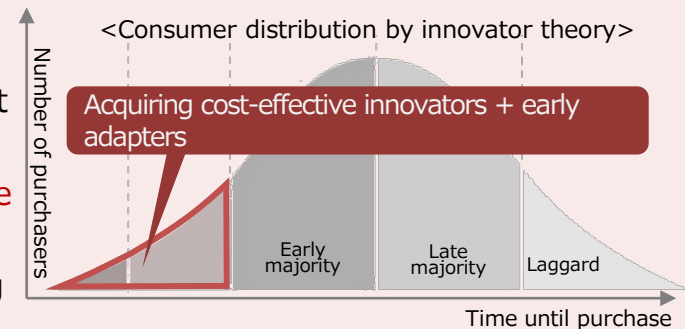 <Consumer distribution by innovator theory>
Number of purchasers
t
Acquiring cost-effective innovators + early
adapters
e
Early
majority
Late
majority
Laggard
g
Time until purchase